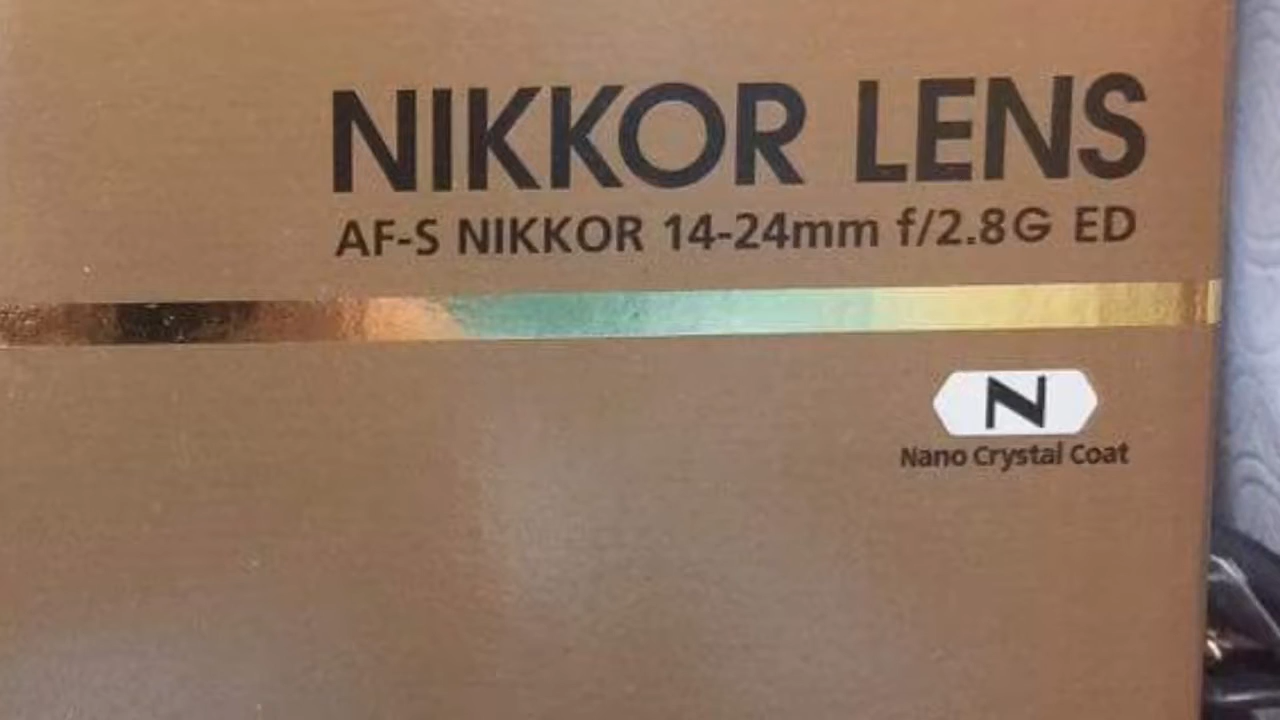 NIKKOR LENS
AF-S NIKKOR 14-24mm f/2.8G ED
N
Nano Crystal Coat